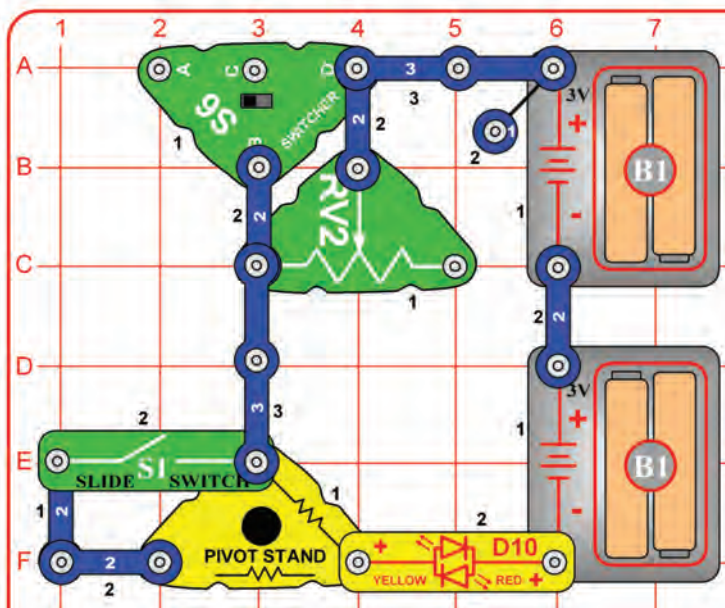 1 2 3 4 5 6 7
A
B
C
D
E
F
A C D
B
S6
SWITCHER
1
3
3
2
2
1
2
3V
+
-
B1
1
2
2
RV2
1
2
2
3V
+
-
B1
1
3
3
2
S1
SLIDE SWITCH
1
2
2
2
1
PIVOT STAND
2
+
D10
YELLOW RED +